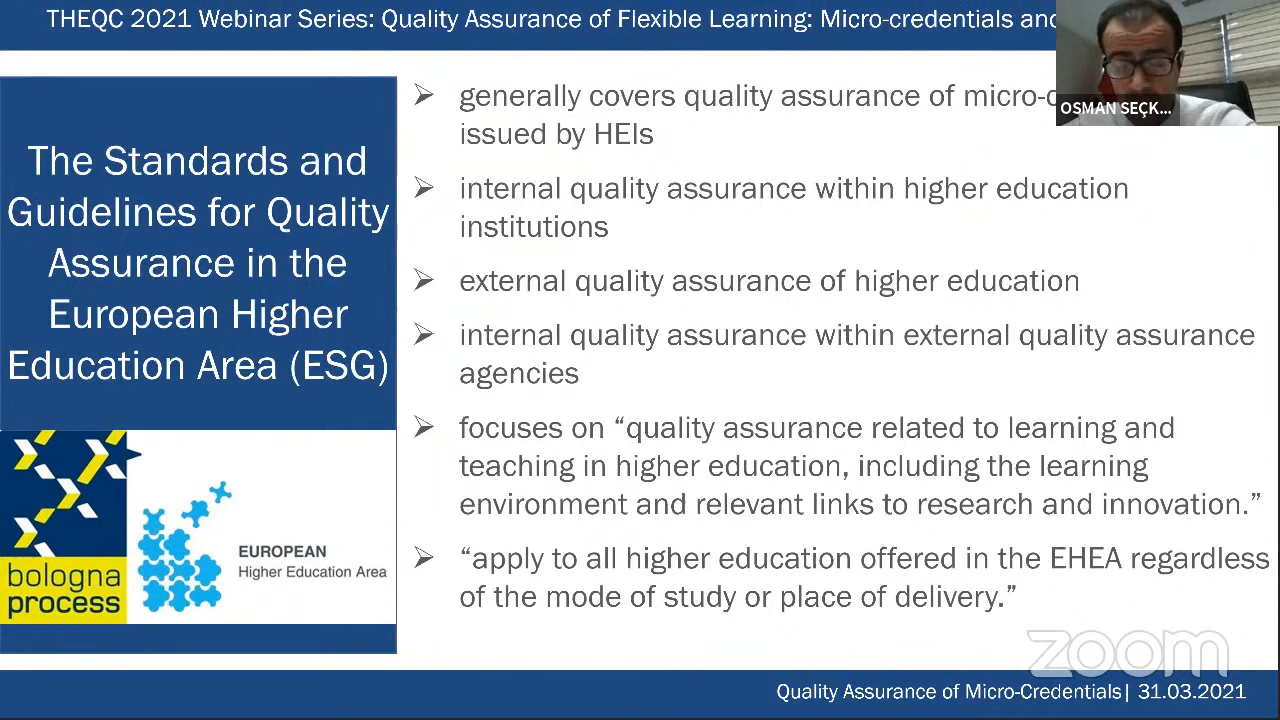 THEQC 2021 Webinar Series: Quality Assurance of Flexible Learning: Micro-credentials and
OSMAN SEÇK...
The Standards and
Guidelines for Quality
Assurance in the
European Higher
Education Area (ESG)
bologna
process
EUROPEAN
Higher Education Area
generally covers quality assurance of
issued by HEIs
internal quality assurance within higher education
institutions
external quality assurance of higher education
internal quality assurance within external quality assurance
agencies
focuses on “quality assurance related to learning and
teaching in higher education, including the learning
environment and relevant links to research and innovation.”
“apply to all higher education offered in the EHEA regardless
of the mode of study or place of delivery.”
zoom
Quality Assurance of Micro-Credentials| 31.03.2021